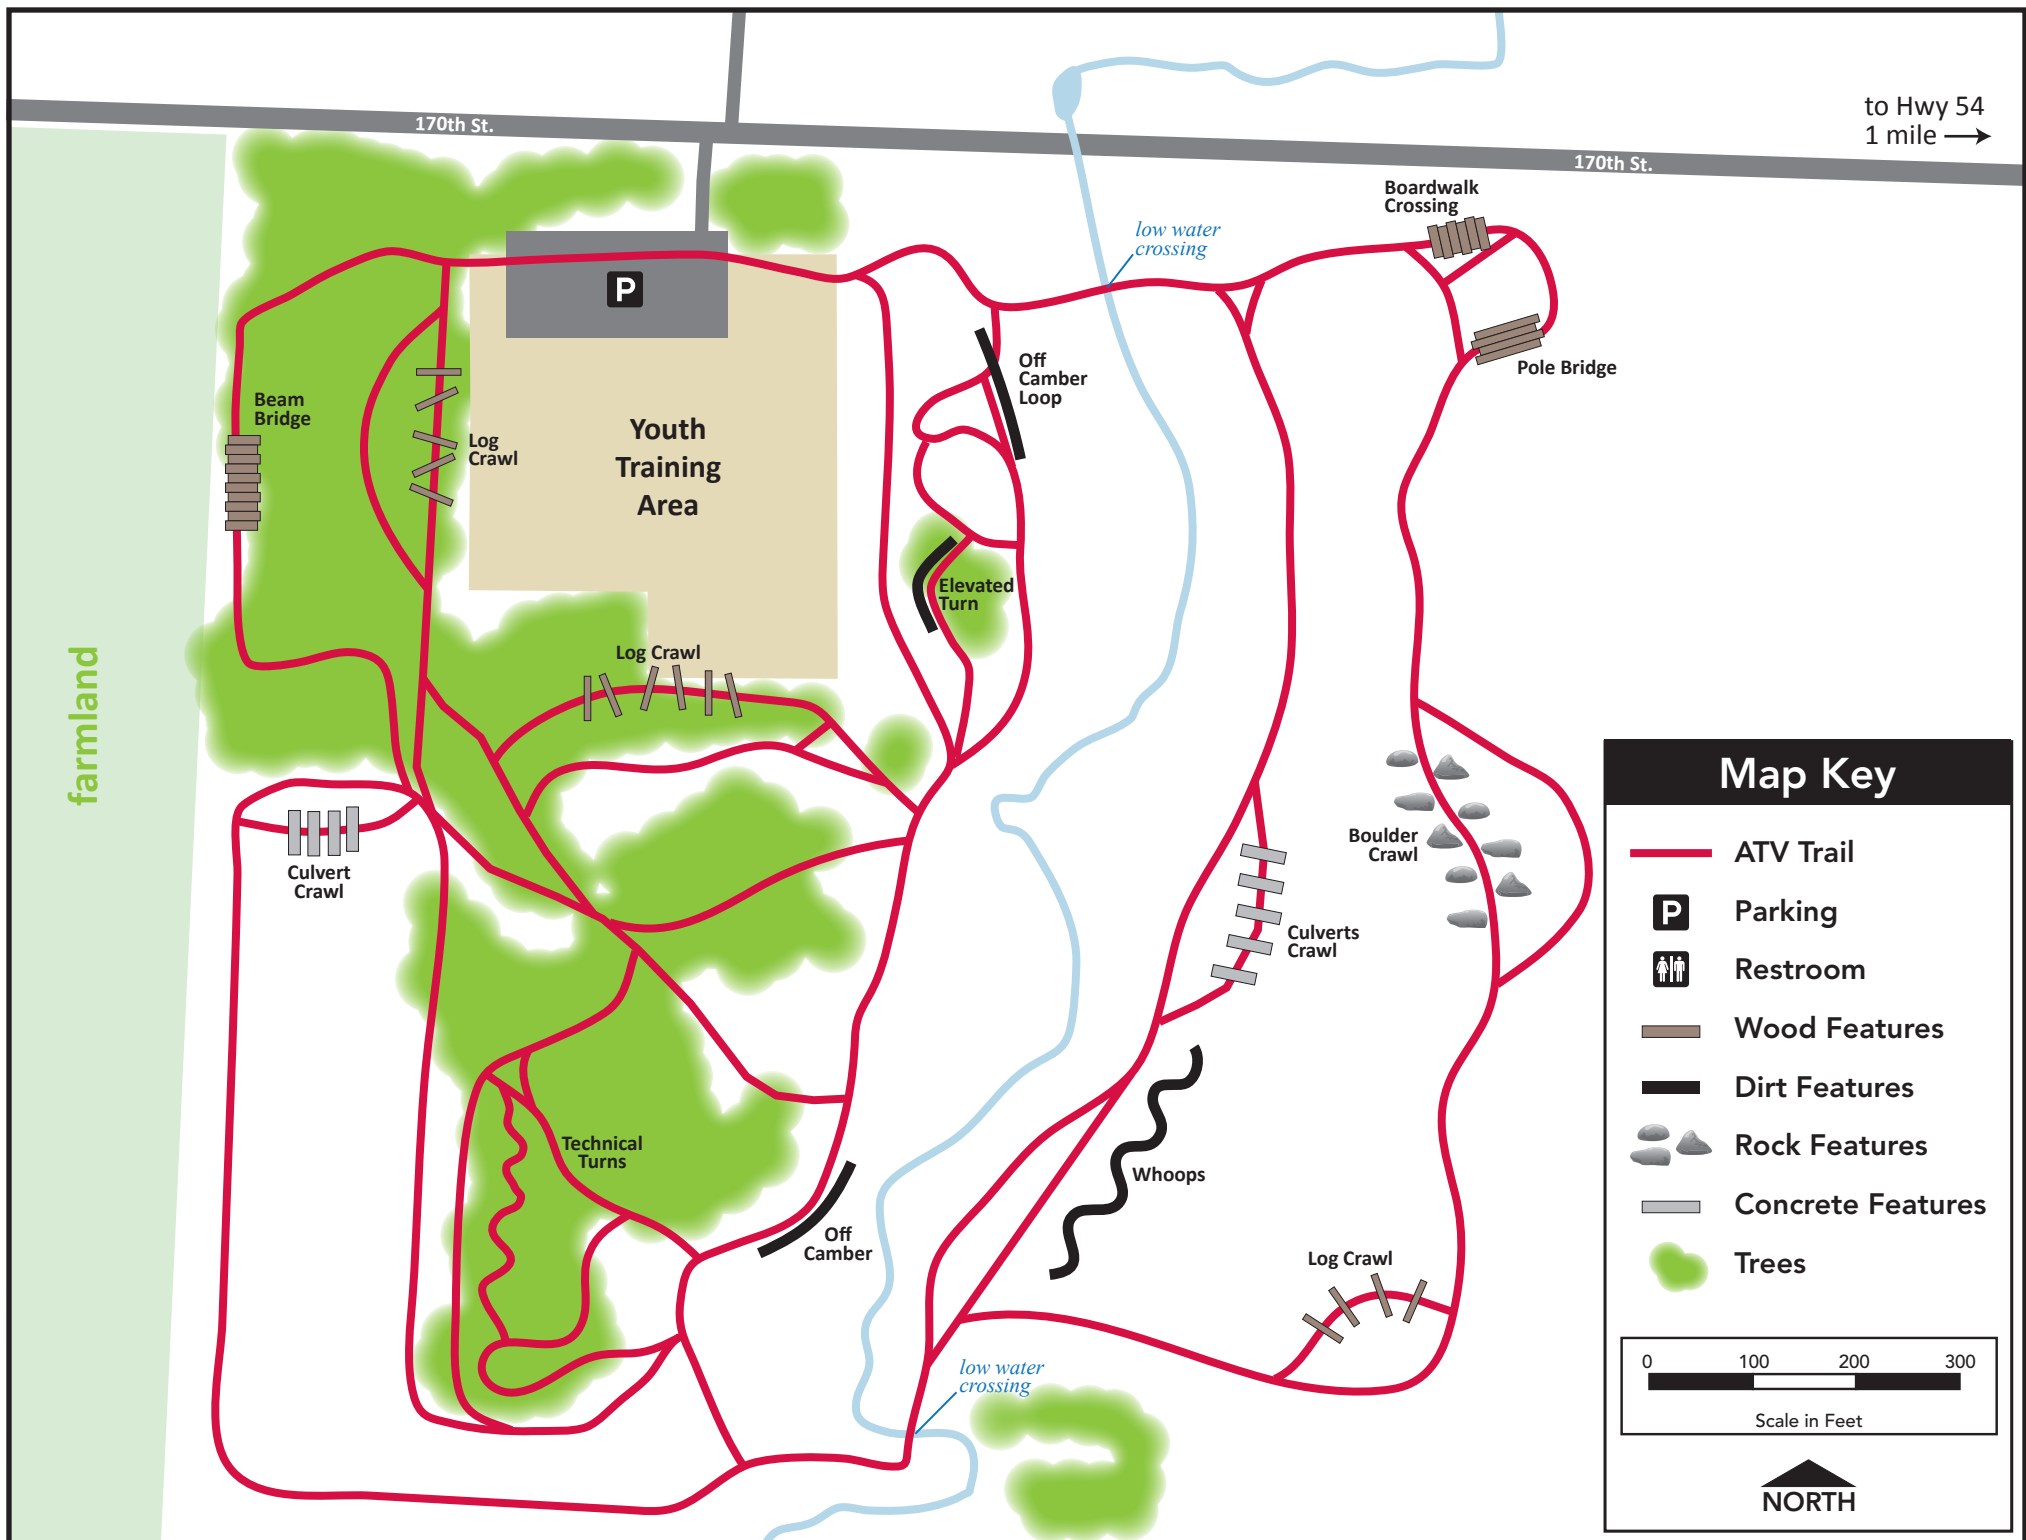 170th St.
to Hwy 54
1 mile
170th St.
Boardwalk
Crossing
low water
crossing
P
Off
Camber
Loop
Pole Bridge
Beam
Bridge
Log
Crawl
Youth
Training
Area
Elevated
Turn
farmland
Log Crawl
Culvert
Crawl
Boulder
Crawl
Culverts
Crawl
Technical
Turns
Whoops
Off
Camber
Log Crawl
low water
crossing
Map Key
ATV Trail
P
Parking
Restroom
Wood Features
Dirt Features
Rock Features
Concrete Features
Trees
0 100 200 300
Scale in Feet
NORTH